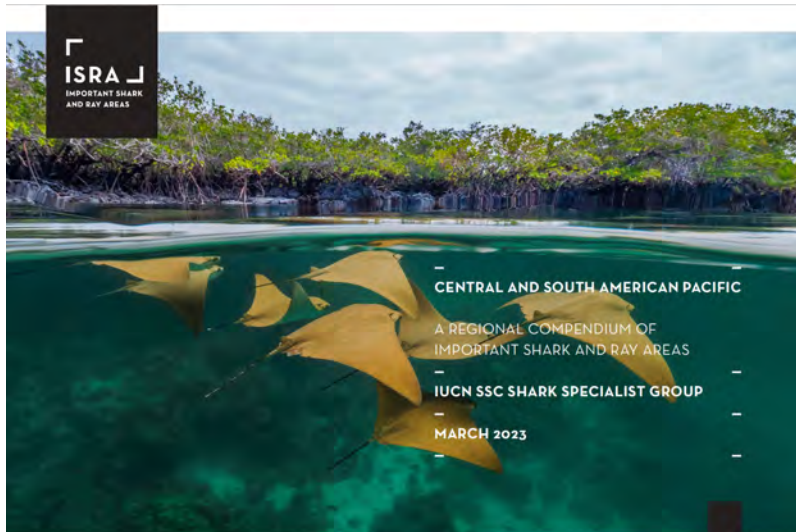 ISRA
IMPORTANT SHARK
AND RAY AREAS
CENTRAL AND SOUTH AMERICAN PACIFIC
A REGIONAL COMPENDIUM OF
IMPORTANT SHARK AND RAY AREAS
IUCN SSC SHARK SPECIALIST GROUP
MARCH 2023